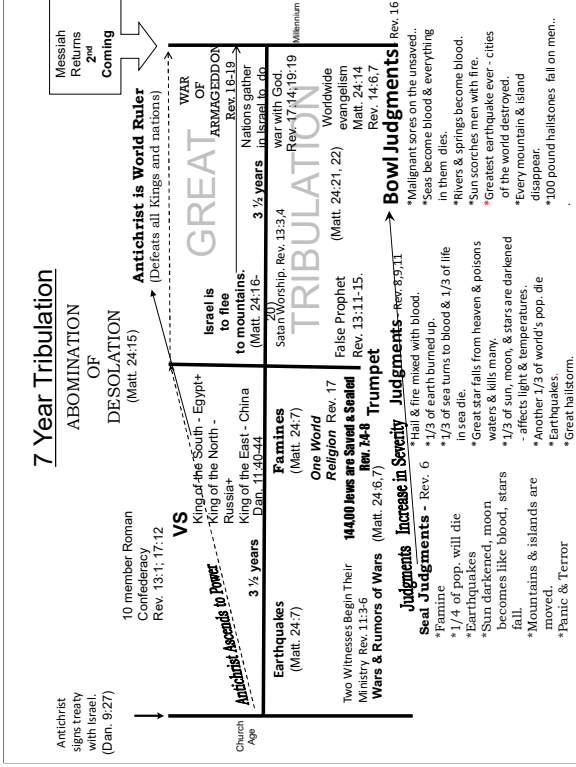 7 Year Tribulation
Antichrist
signs treaty
with Israel.
(Dan. 9:27)
10 member Roman
Confederacy
Rev. 13:1; 17:12
ABOMINATION
OF
DESOLATION
(Matt. 24:15)
Messiah
Returns
2nd
Coming
Antichrist is World Ruler
(Defeats all Kings and nations)
VS
King of the South - Egypt+
King of the North -
Russia+
King of the East - China
Dan. 11:40-44
Antichrist Ascends to Power
GREAT
WAR
OF
ARMAGEDDON
Rev. 16-19
Israel is
to flee
to mountains.
(Matt. 24:16-
20)
Nations gather
in Israel to do
war with God.
Rev. 17:14;19:19
Church
Age
3 ½ years
3 ½ years
Millennium
Earthquakes
(Matt. 24:7)
Famines
(Matt. 24:7)
Satan Worship. Rev. 13:3,4
TRIBULATION
One World
Religion Rev. 17
False Prophet
Rev. 13:11-15.
(Matt. 24:21, 22)
Worldwide
evangelism
Matt. 24:14
Rev. 14:6,7
Two Witnesses Begin Their
Ministry Rev. 11:3-6
144,00 Jews are Saved & Sealed
Rev. 7:4-8
Wars & Rumors of Wars (Matt. 24:6,7)
Judgments Increase in Severity
Seal Judgments - Rev. 6
*Famine
*1/4 of pop. will die
*Earthquakes
*Sun darkened, moon
becomes like blood, stars
fall.
*Mountains & islands are
moved.
*Panic & Terror
Trumpet
Judgments - Rev. 8,9,11
*Hail & fire mixed with blood.
*1/3 of earth burned up.
*1/3 of sea turns to blood & 1/3 of life
in sea die.
*Great star falls from heaven & poisons
waters & kills many.
*1/3 of sun, moon, & stars are darkened
- affects light & temperatures.
*Another 1/3 of world's pop. die
*Earthquakes.
*Great hailstorm.
Bowl Judgments Rev. 16
*Malignant sores on the unsaved..
*Seas become blood & everything
in them dies.
*Rivers & springs become blood.
*Sun scorches men with fire.
*Greatest earthquake ever - cities
of the world destroyed.
*Every mountain & island
disappear.
*100 pound hailstones fall on men..
.